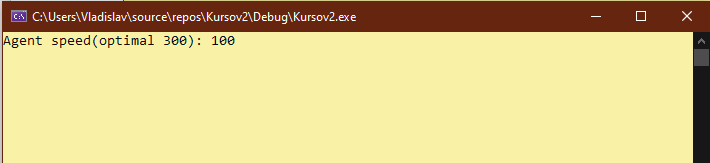 C:\Users\Vladislav\source\repos\Kursov2\Debug\Kursov2.exe
Agent speed(optimal 300): 100